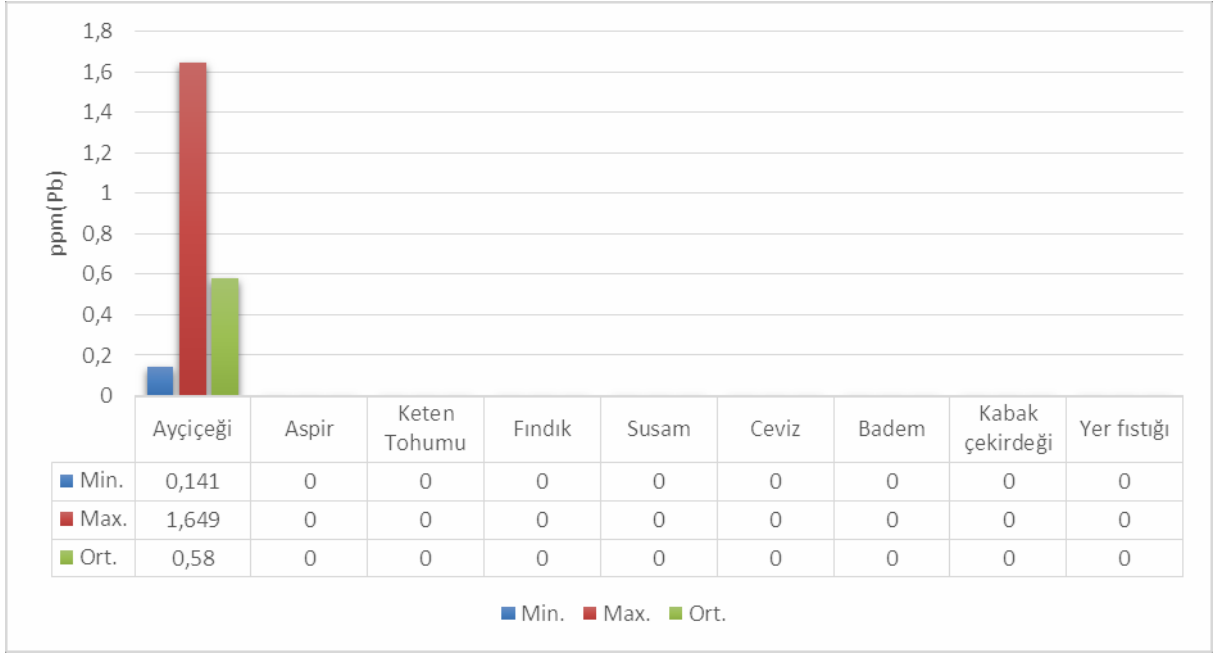 1,8
1,6
1,4
1,2
1
0,8
0,6
0,4
0,2
0
ppm(Pb)
Ayçiçeği Aspir Keten Tohumu Fındık Susam Ceviz Badem Kabak çekirdeği Yer fıstığı
Min. 0,141 0 0 0 0 0 0 0 0
Max. 1,649 0 0 0 0 0 0 0 0
Ort. 0,58 0 0 0 0 0 0 0 0
Min. Max. Ort.